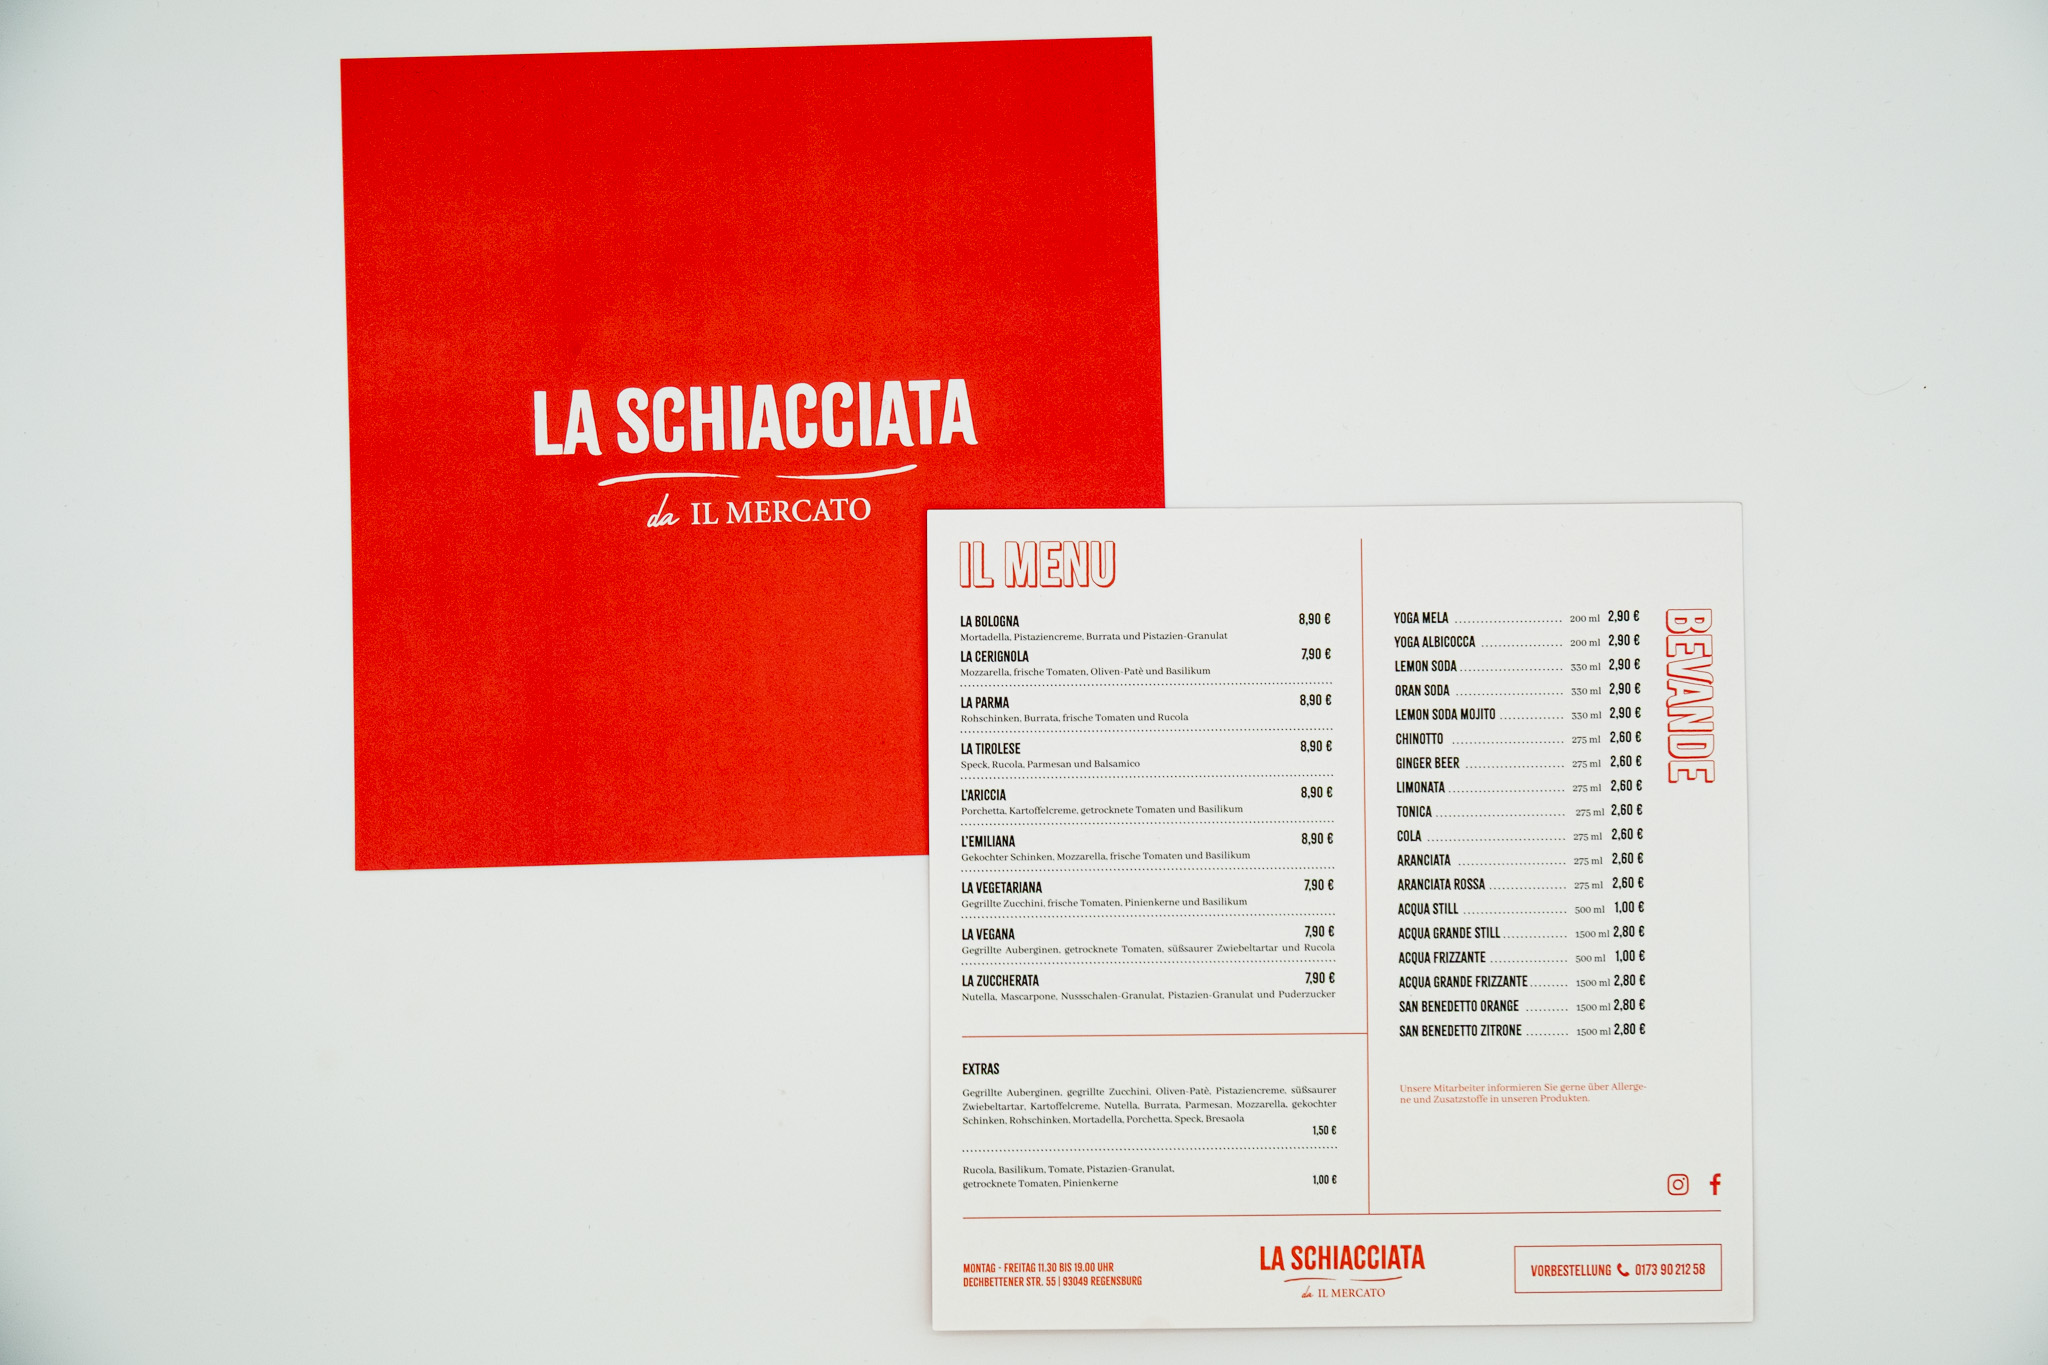 LA SCHIACCIATA
da IL MERCATO
IL MENU
LA BOLOGNA 8,90 €
Mortadella, Pistaziencreme, Burrata und Pistazien-Granulat
LA CERIGNOLA 7,90 €
Mozzarella, frische Tomaten, Oliven-Patè und Basilikum
LA PARMA 8,90 €
Rohschinken, Burrata, frische Tomaten und Rucola
LA TIROLESE 8,90 €
Speck, Rucola, Parmesan und Balsamico
L'ARICCIA 8,90 €
Porchetta, Kartoffelcreme, getrocknete Tomaten und Basilikum
L'EMILIANA 8,90 €
Gekochter Schinken, Mozzarella, frische Tomaten und Basilikum
LA VEGETARIANA 7,90 €
Gegrillte Zucchini, frische Tomaten, Pinienkerne und Basilikum
LA VEGANA 7,90 €
Gegrillte Auberginen, getrocknete Tomaten, süßsaurer Zwiebeltartar und Rucola
LA ZUCCHERATA 7,90 €
Nutella, Mascarpone, Nussschalen-Granulat, Pistazien-Granulat und Puderzucker
EXTRAS
Gegrillte Auberginen, gegrillte Zucchini, Oliven-Patè, Pistaziencreme, süßsaurer
Zwiebeltartar, Kartoffelcreme, Nutella, Burrata, Parmesan, Mozzarella, gekochter
Schinken, Rohschinken, Mortadella, Porchetta, Speck, Bresaola
1,50 €
Rucola, Basilikum, Tomate, Pistazien-Granulat,
getrocknete Tomaten, Pinienkerne 1,00 €
BEVANDE
YOGA MELA 200 ml 2,90 €
YOGA ALBICOCCA 200 ml 2,90 €
LEMON SODA 330 ml 2,90 €
ORAN SODA 330 ml 2,90 €
LEMON SODA MOJITO 330 ml 2,90 €
CHINOTTO 275 ml 2,60 €
GINGER BEER 275 ml 2,60 €
LIMONATA 275 ml 2,60 €
TONICA 275 ml 2,60 €
COLA 275 ml 2,60 €
ARANCIATA 275 ml 2,60 €
ARANCIATA ROSSA 275 ml 2,60 €
ACQUA STILL 500 ml 1,00 €
ACQUA GRANDE STILL 1500 ml 2,80 €
ACQUA FRIZZANTE 500 ml 1,00 €
ACQUA GRANDE FRIZZANTE 1500 ml 2,80 €
SAN BENEDETTO ORANGE 1500 ml 2,80 €
SAN BENEDETTO ZITRONE 1500 ml 2,80 €
Unsere Mitarbeiter informieren Sie gerne über Allerge-
ne und Zusatzstoffe in unseren Produkten.
MONTAG - FREITAG 11.30 BIS 19.00 UHR
DECHBETTENER STR. 55 | 93049 REGENSBURG
LA SCHIACCIATA
da IL MERCATO
VORBESTELLUNG 0173 90 212 58